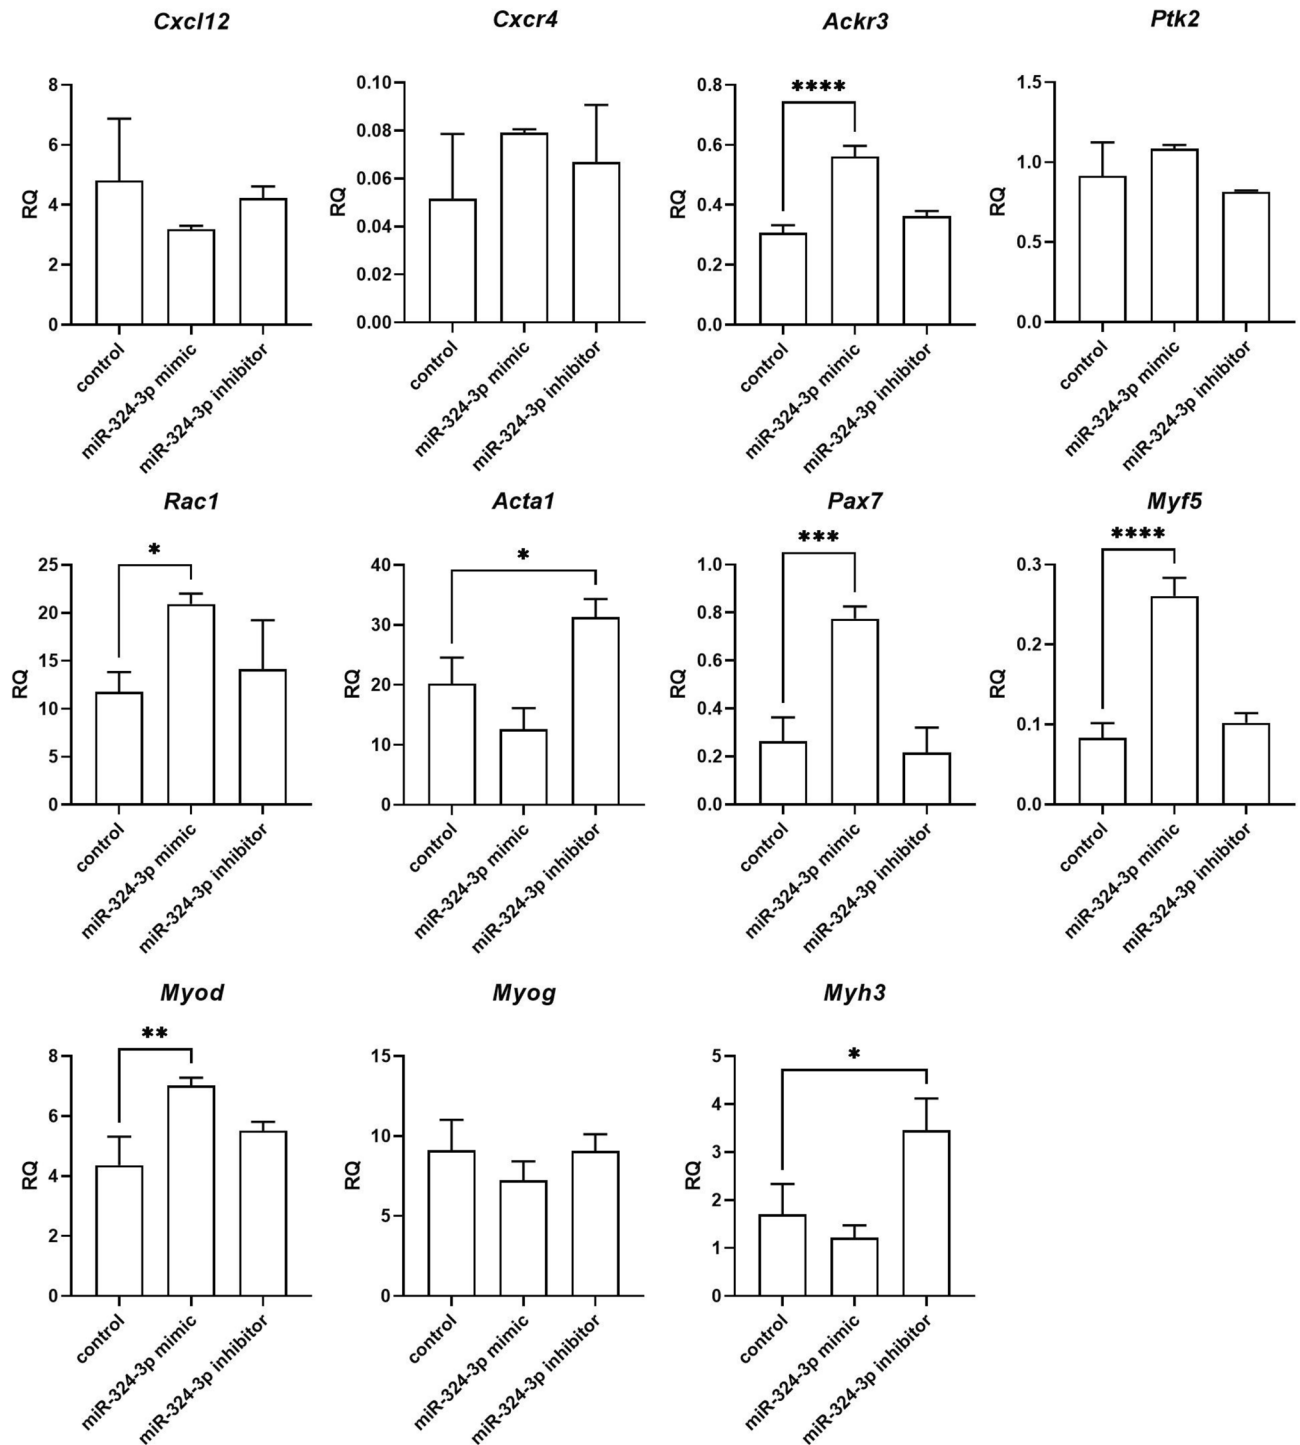 Cxcl12
Cxcr4
Ackr3
Ptk2
RQ
8
6
4
2
0
control
miR-324-3p mimic
miR-324-3p inhibitor
RQ
0.10
0.08
0.06
0.04
0.02
0.00
control
miR-324-3p mimic
miR-324-3p inhibitor
RQ
0.8
0.6
0.4
0.2
0.0
****
control
miR-324-3p mimic
miR-324-3p inhibitor
RQ
1.5
1.0
0.5
0.0
control
miR-324-3p mimic
miR-324-3p inhibitor
Rac1
Acta1
Pax7
Myf5
RQ
25
20
15
10
5
0
*
control
miR-324-3p mimic
miR-324-3p inhibitor
RQ
40
30
20
10
0
*
control
miR-324-3p mimic
miR-324-3p inhibitor
RQ
1.0
0.8
0.6
0.4
0.2
0.0
***
control
miR-324-3p mimic
miR-324-3p inhibitor
RQ
0.3
0.2
0.1
0.0
****
control
miR-324-3p mimic
miR-324-3p inhibitor
Myod
Myog
Myh3
RQ
8
6
4
2
0
**
control
miR-324-3p mimic
miR-324-3p inhibitor
RQ
15
10
5
0
control
miR-324-3p mimic
miR-324-3p inhibitor
RQ
5
4
3
2
1
0
*
control
miR-324-3p mimic
miR-324-3p inhibitor